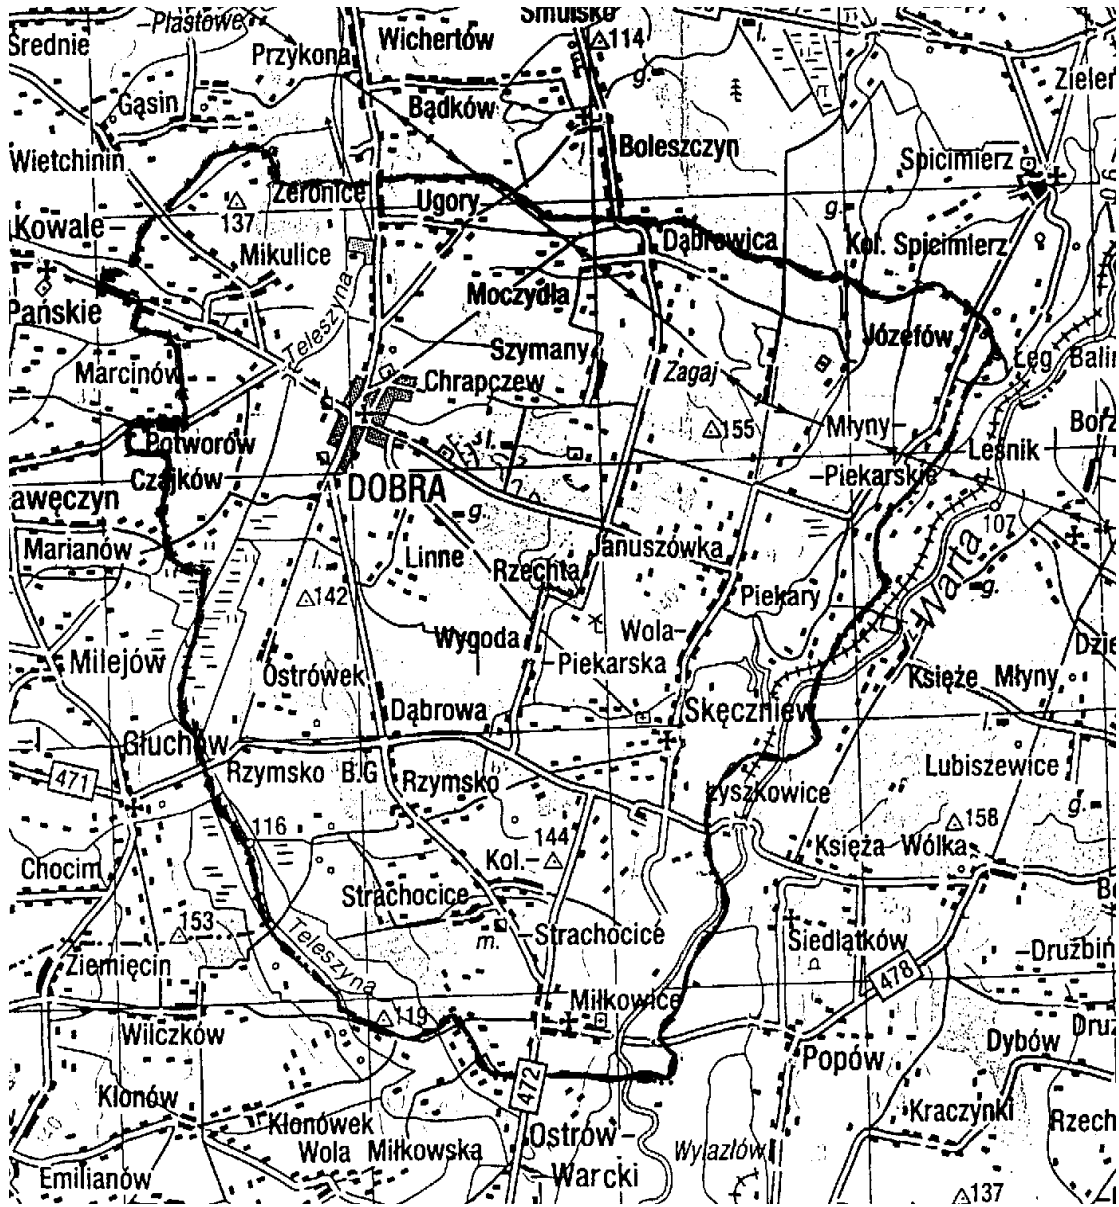 Plastowe
Smulsko
Średnie
Wichertów
114
Przykona
g.
Zieleń
Gąsin
Bądków
Wietchinin
Boleszczyn
Spicimierz
Żeronice
Ugory
137
g.
Kowale
Mikulice
Dąbrowica
Kol. Spicimierz
Pańskie
Teleszyna
Moczydła
Józefów
Szymany
Łęg Balin
Marcinów
Chrapczew
Zagaj
155
Młyny
Borz
Potworów
Leśnik
Czajków
Piekarskie
DOBRA
awęczyn
g.
107
Marianów
Linne
Januszówka
Rzechta
Warta
g.
142
Piekary
Wygoda
Wola
Dzie
Milejów
Ostrówek
Piekarska
Księże Młyny
Dąbrowa
Skęczniew
l.
Głuchów
Rzymsko B.G
Rzymsko
Lubiszewice
471
yszkowice
g.
116
144
158
Chocim
Kol.
Księża Wólka
Strachocice
153
m.
Strachocice
Siedlątków
Drużbin
Ziemięcin
Teleszyna
478
Miłkowice
119
Wilczków
Popów
Dybów
Druż
472
Klonów
Klonówek
Kraczynki
Rzech
Wola Miłkowska
Ostrów
Wylazłów
Emilianów
Warcki
137